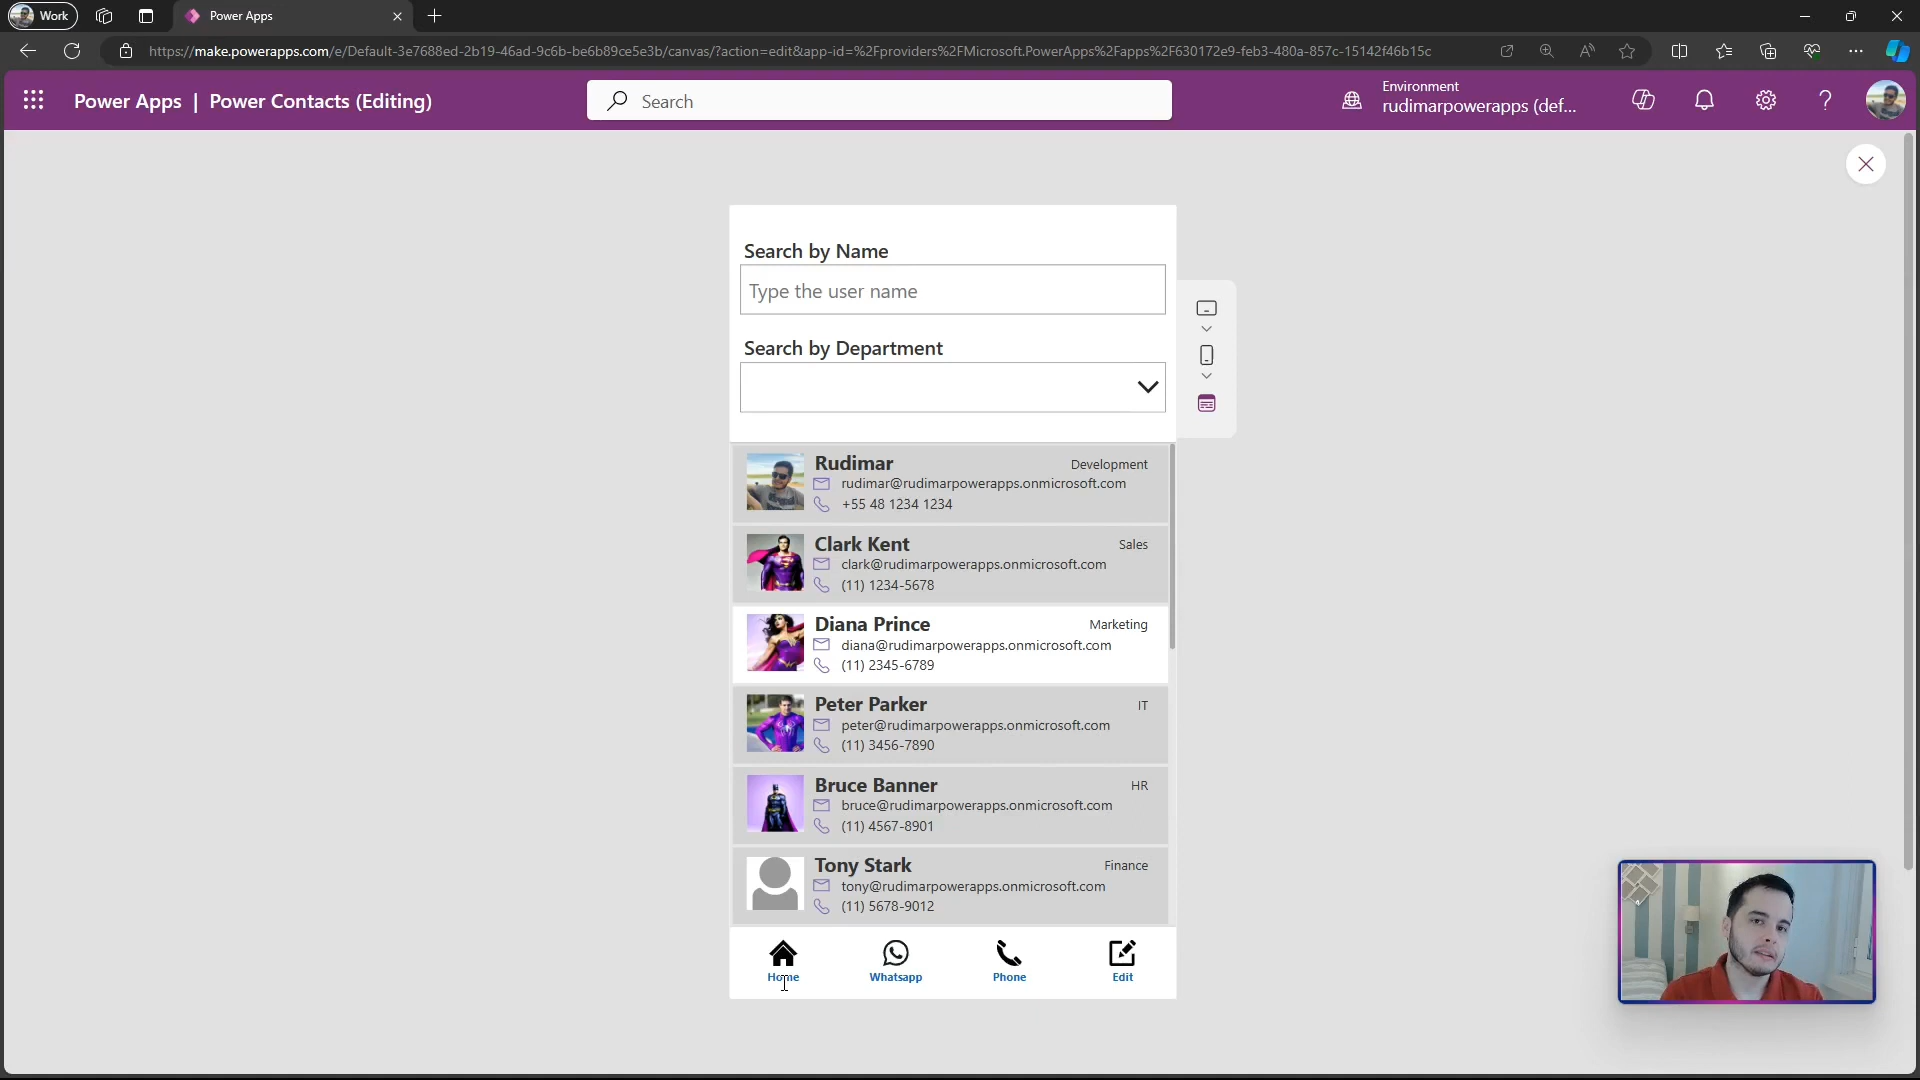 Work
Power Apps
https://make.powerapps.com/e/Default-3e7688ed-2b19-46ad-9c6b-be6b89ce5e3b/canvas/?action=edit&app-id=%2Fproviders%2FMicrosoft.PowerApps%2Fapps%2F630172e9-feb3-480a-857c-15142f46b15c
Power Apps | Power Contacts (Editing)
Search
Environment
rudimarpowerapps (def...
Search by Name
Type the user name
Search by Department
Rudimar
Development
rudimar@rudimarpowerapps.onmicrosoft.com
+55 48 1234 1234
Clark Kent
Sales
clark@rudimarpowerapps.onmicrosoft.com
(11) 1234-5678
Diana Prince
Marketing
diana@rudimarpowerapps.onmicrosoft.com
(11) 2345-6789
Peter Parker
IT
peter@rudimarpowerapps.onmicrosoft.com
(11) 3456-7890
Bruce Banner
HR
bruce@rudimarpowerapps.onmicrosoft.com
(11) 4567-8901
Tony Stark
Finance
tony@rudimarpowerapps.onmicrosoft.com
(11) 5678-9012
Home
Whatsapp
Phone
Edit